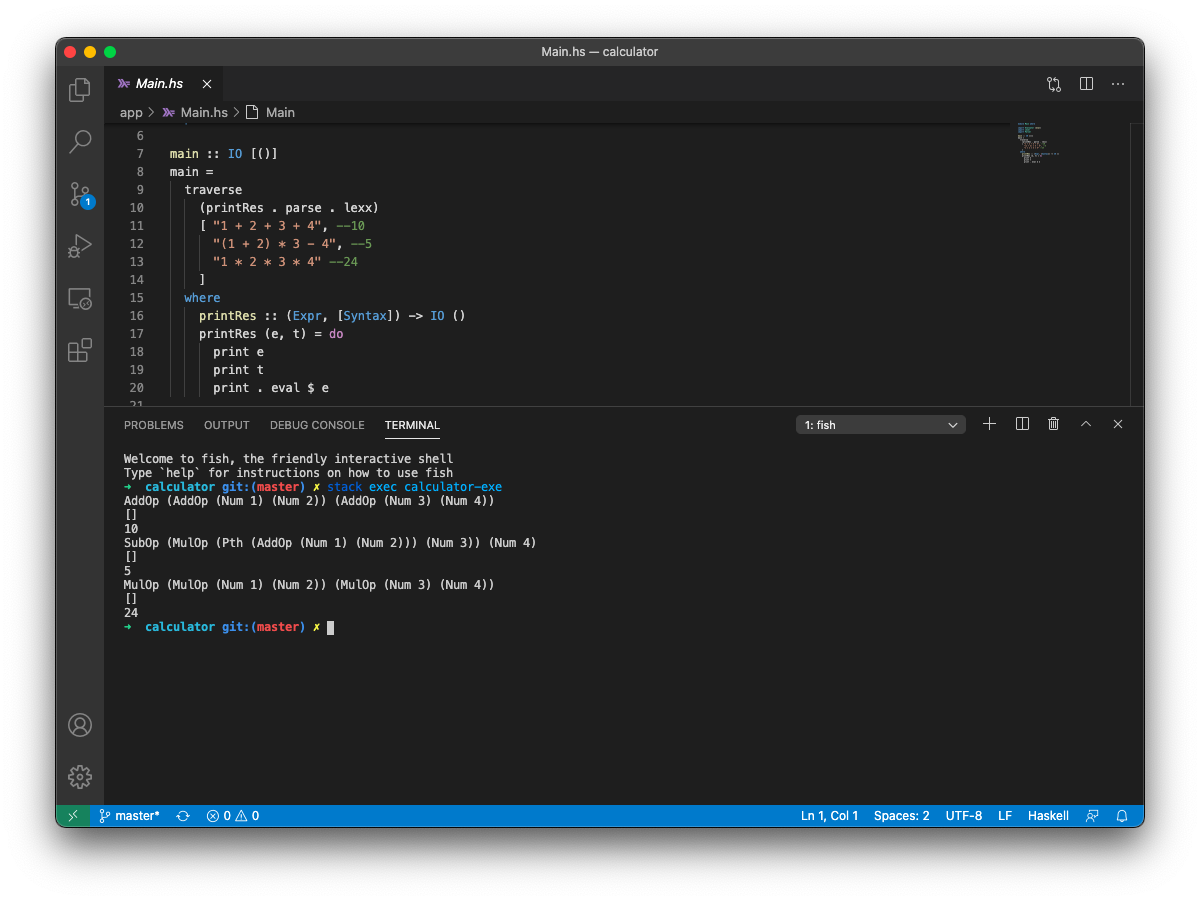 Main.hs — calculator
Main.hs
app > Main.hs > Main
1
6
7 main :: IO [()]
8 main =
9 traverse
10 (printRes . parse . lexx)
11 [ "1 + 2 + 3 + 4", --10
12 "(1 + 2) * 3 - 4", --5
13 "1 * 2 * 3 * 4" --24
14 ]
15 where
16 printRes :: (Expr, [Syntax]) -> IO ()
17 printRes (e, t) = do
18 print e
19 print t
20 print . eval $ e
21
PROBLEMS OUTPUT DEBUG CONSOLE TERMINAL 1: fish
Welcome to fish, the friendly interactive shell
Type `help` for instructions on how to use fish
➜ calculator git:(master) ✗ stack exec calculator-exe
AddOp (AddOp (Num 1) (Num 2)) (AddOp (Num 3) (Num 4))
[]
10
SubOp (MulOp (Pth (AddOp (Num 1) (Num 2))) (Num 3)) (Num 4)
[]
5
MulOp (MulOp (Num 1) (Num 2)) (MulOp (Num 3) (Num 4))
[]
24
➜ calculator git:(master) ✗
master* 0 0 Ln 1, Col 1 Spaces: 2 UTF-8 LF Haskell